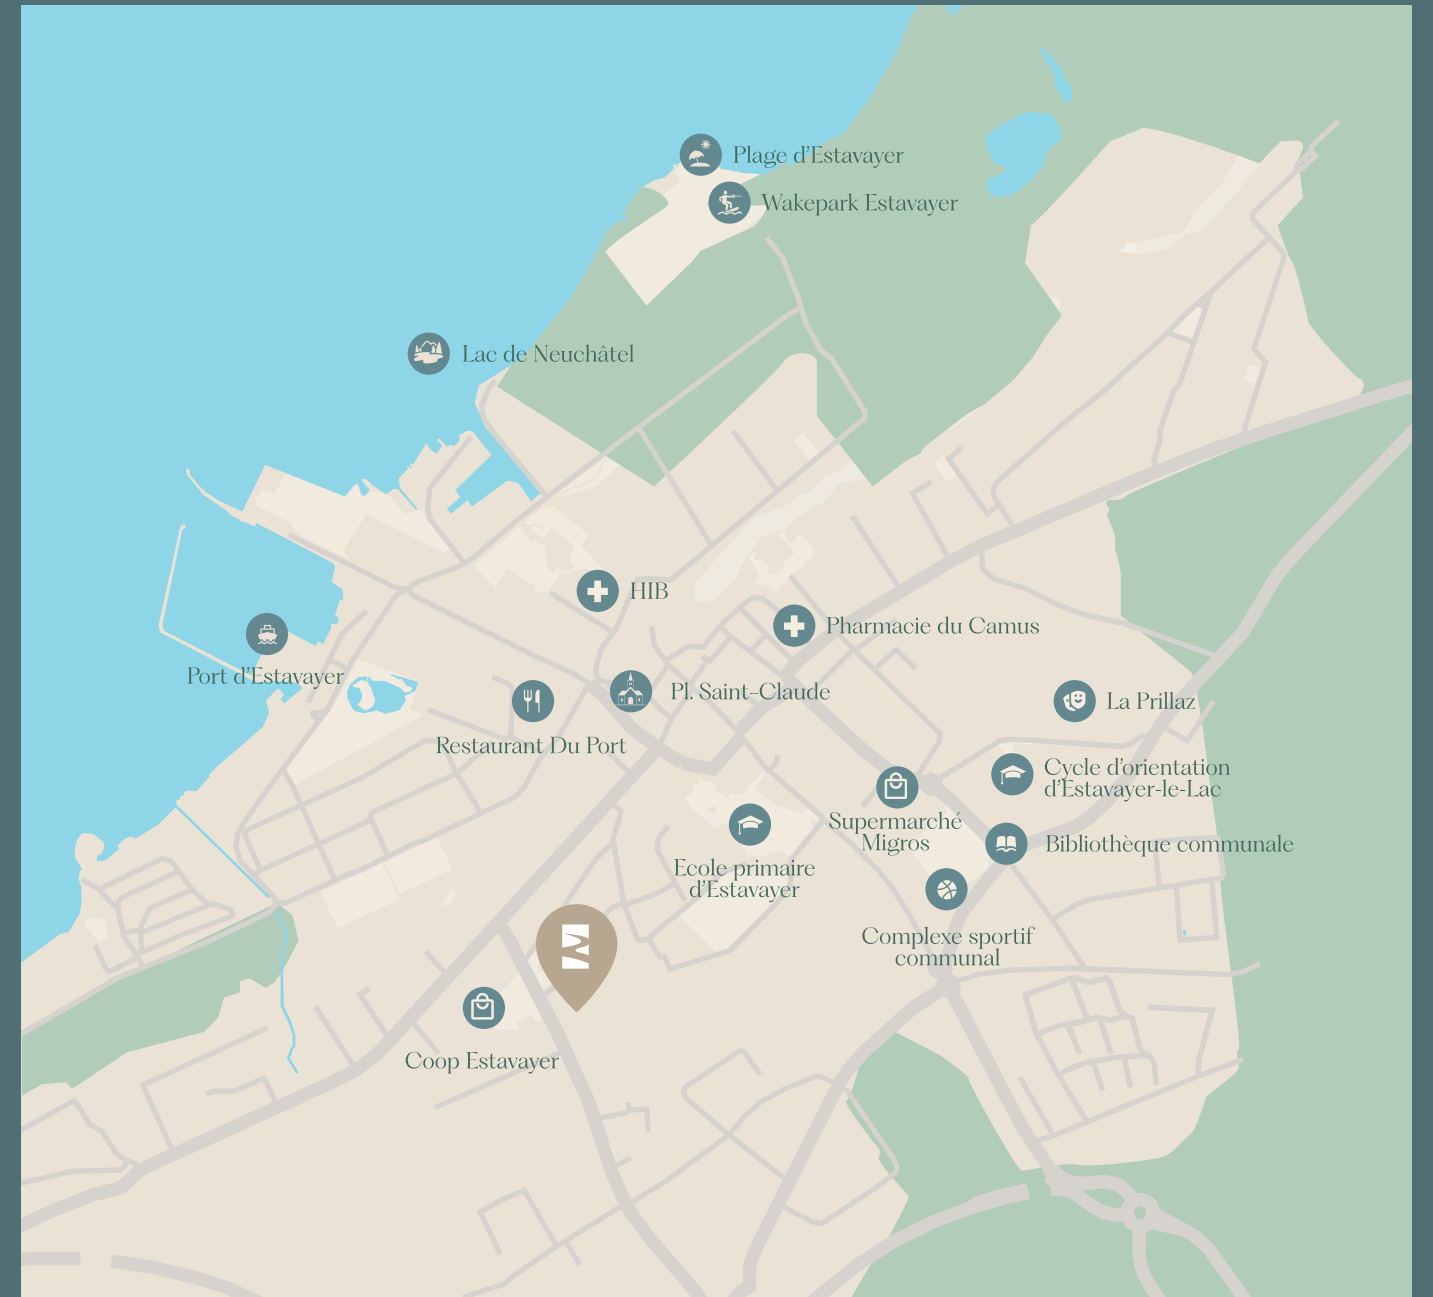 Plage d'Estavayer
Wakepark Estavayer
Lac de Neuchâtel
HIB
Pharmacie du Camus
Port d'Estavayer
Pl. Saint-Claude
La Prillaz
Restaurant Du Port
Cycle d'orientation
d'Estavayer-le-Lac
Supermarché
Migros
Bibliothèque communale
Ecole primaire
d'Estavayer
Complexe sportif
communal
Coop Estavayer